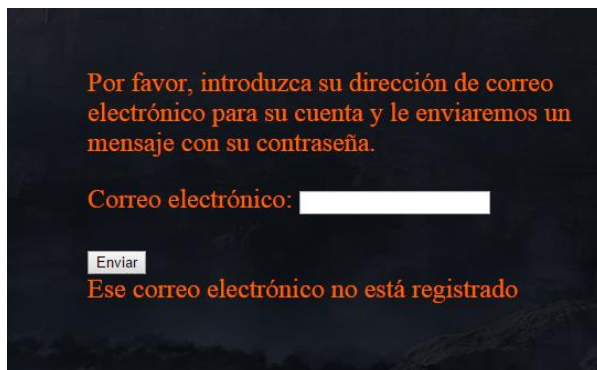 Por favor, introduzca su dirección de correo
electrónico para su cuenta y le enviaremos un
mensaje con su contraseña.
Correo electrónico:
Enviar
Ese correo electrónico no está registrado